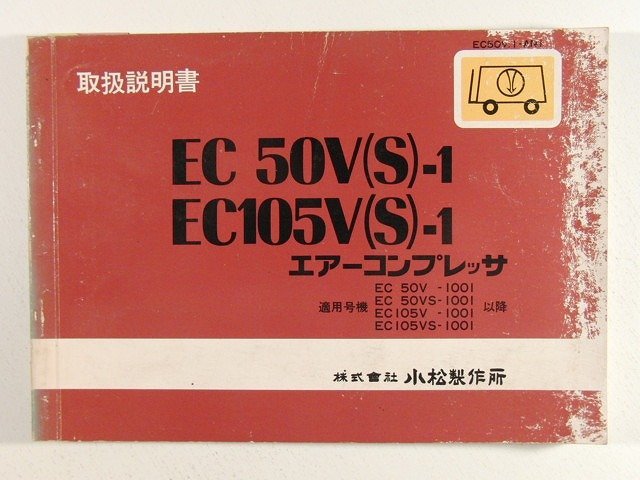 EC50V
取扱説明書
EC 50V(S)-1
EC105V(S)-1
エアーコンプレッサ
EC 50V -1001
EC 50VS-1001
適用号機 EC105V -1001 以降
EC105VS-1001
株式會社 小松製作所